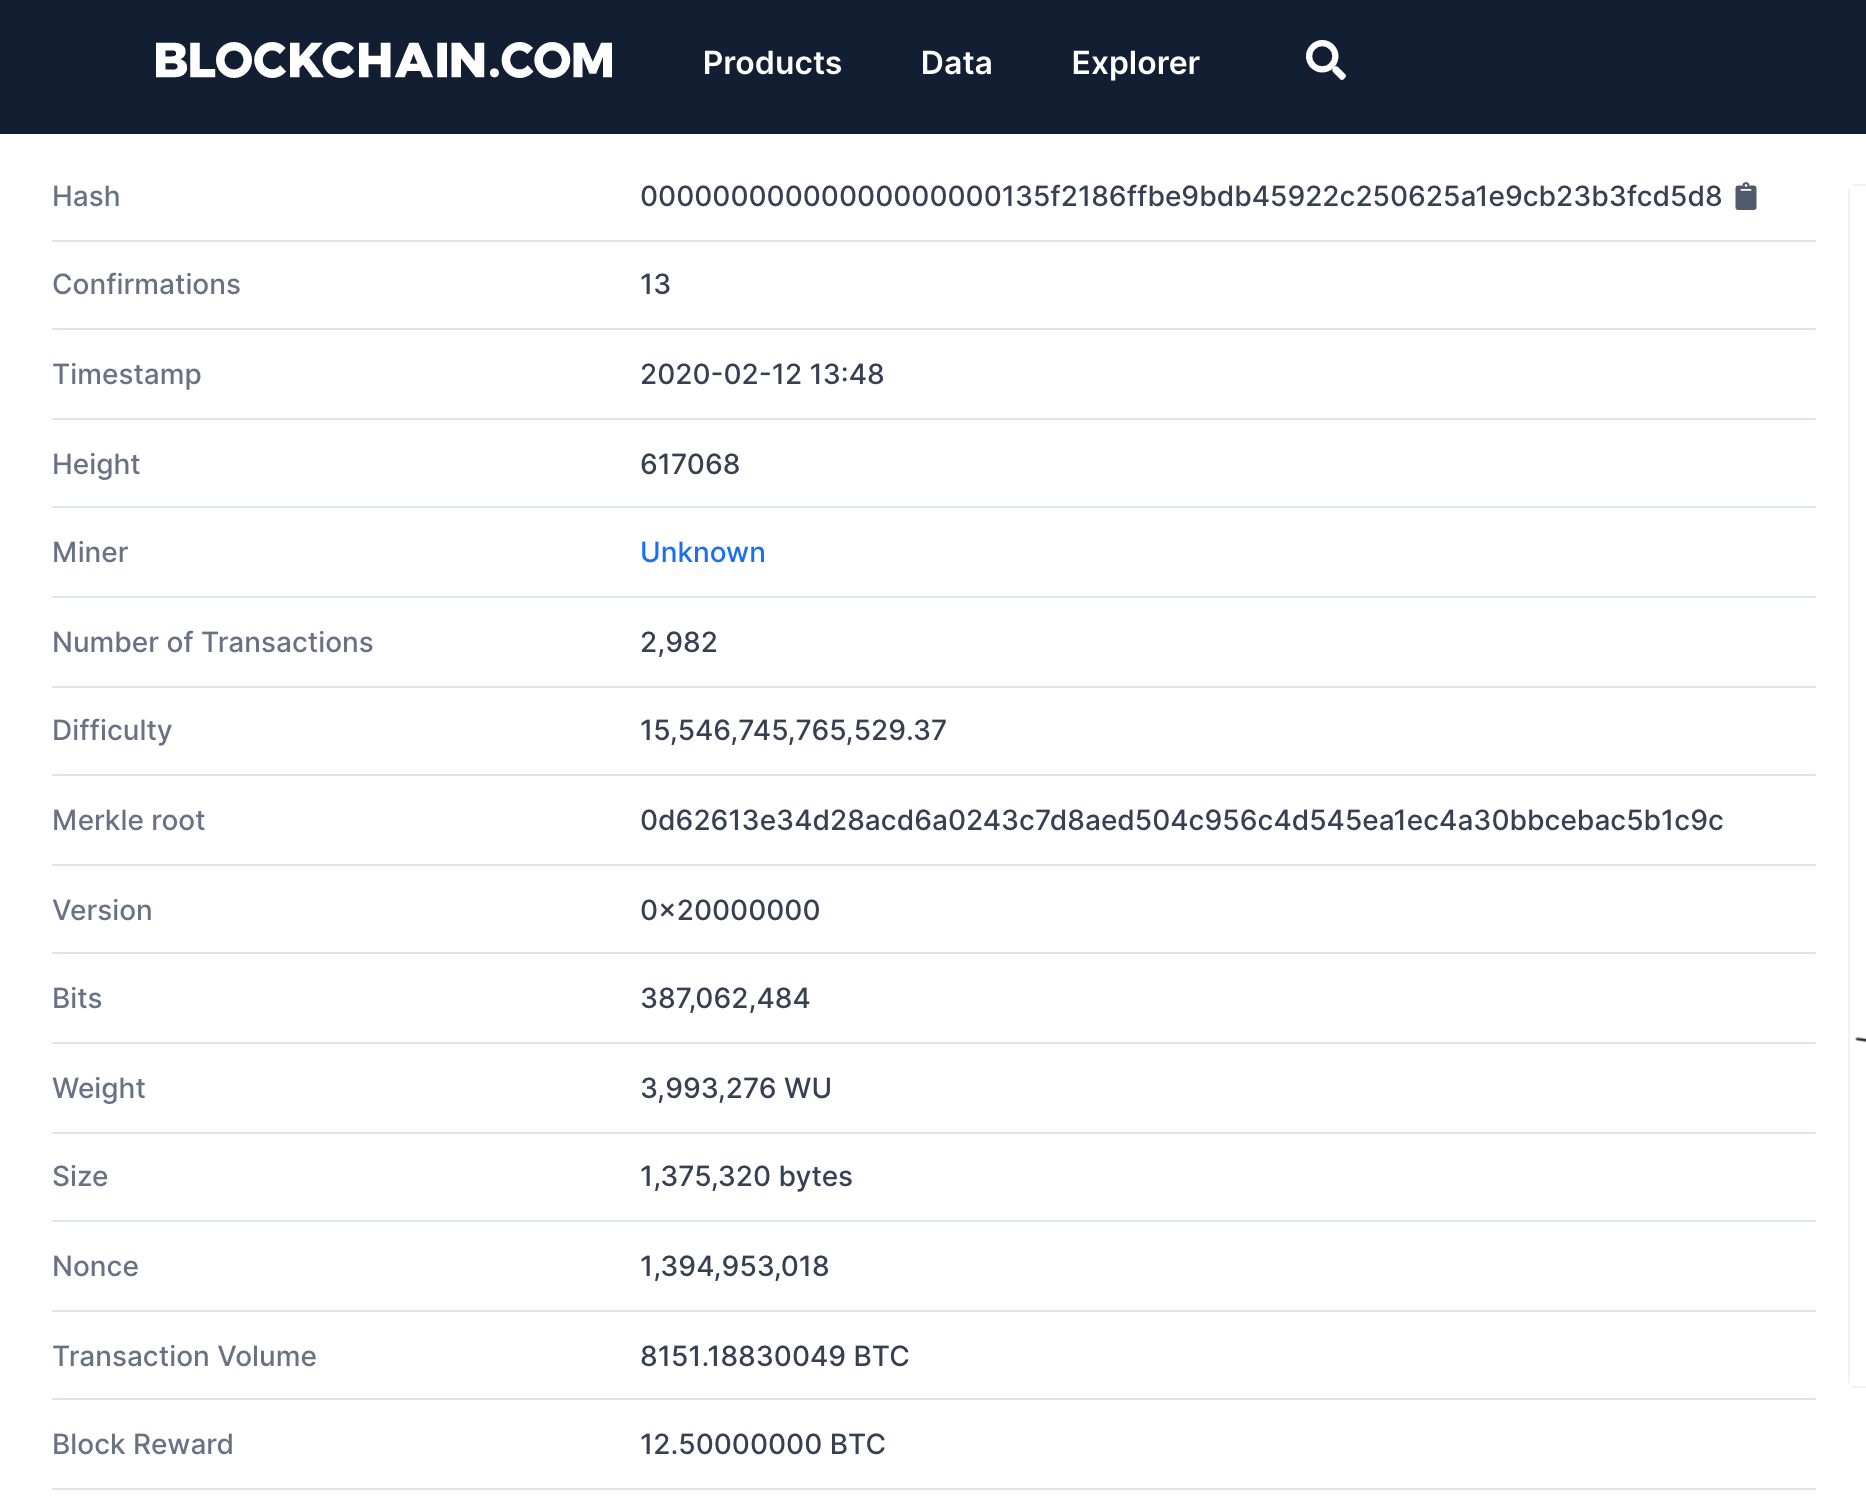 BLOCKCHAIN.COM Products Data Explorer
Hash 00000000000000000000135f2186ffbe9bdb45922c250625a1e9cb23b3fcd5d8
Confirmations 13
Timestamp 2020-02-12 13:48
Height 617068
Miner Unknown
Number of Transactions 2,982
Difficulty 15,546,745,765,529.37
Merkle root 0d62613e34d28acd6a0243c7d8aed504c956c4d545ea1ec4a30bbcebac5b1c9c
Version 0×20000000
Bits 387,062,484
Weight 3,993,276 WU
Size 1,375,320 bytes
Nonce 1,394,953,018
Transaction Volume 8151.18830049 BTC
Block Reward 12.50000000 BTC